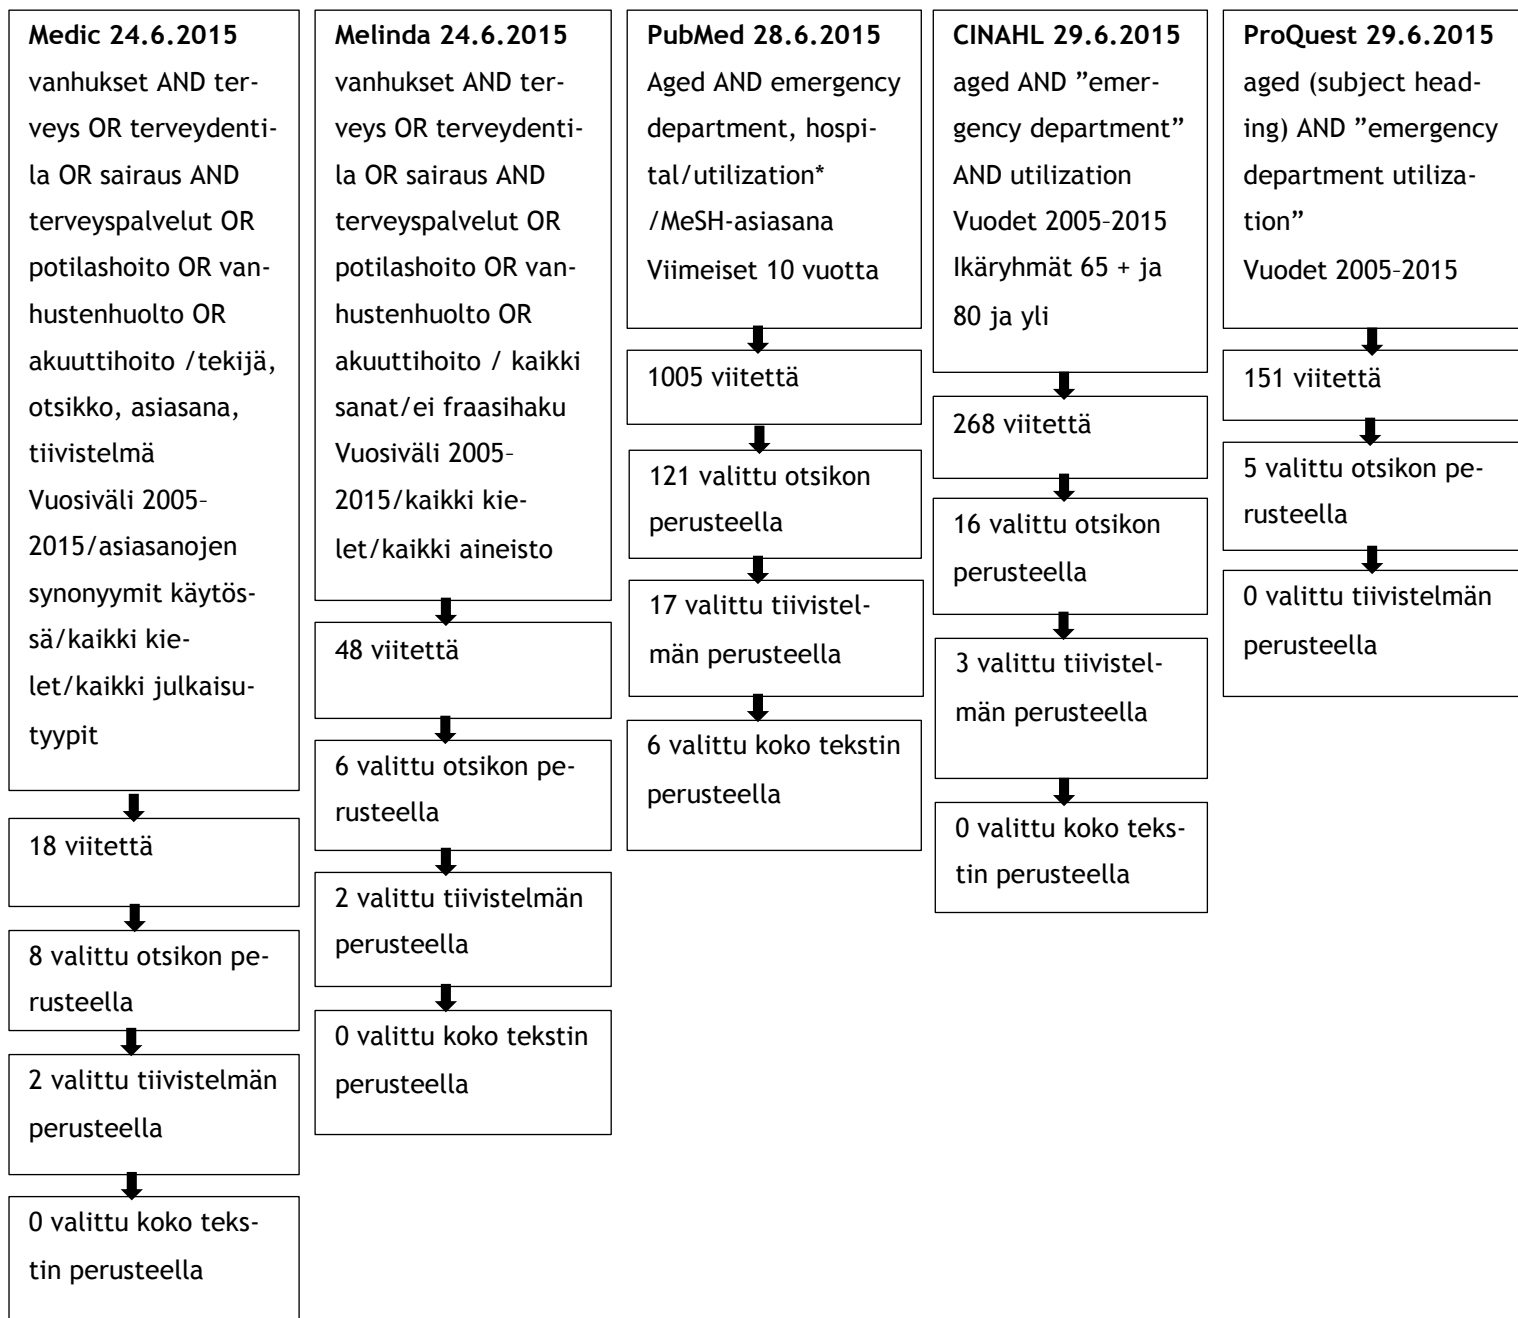 Medic 24.6.2015
vanhukset AND ter-
veys OR terveydenti-
la OR sairaus AND
terveyspalvelut OR
potilashoito OR van-
hustenhuolto OR
akuuttihoito /tekijä,
otsikko, asiasana,
tiivistelmä
Vuosiväli 2005-
2015/asiasanojen
synonyymit käytös-
sä/kaikki kie-
let/kaikki julkaisu-
tyypit
18 viitettä
8 valittu otsikon pe-
rusteella
2 valittu tiivistelmän
perusteella
0 valittu koko teks-
tin perusteella
Melinda 24.6.2015
vanhukset AND ter-
veys OR terveydenti-
la OR sairaus AND
terveyspalvelut OR
potilashoito OR van-
hustenhuolto OR
akuuttihoito / kaikki
sanat/ei fraasihaku
Vuosiväli 2005-
2015/kaikki kie-
let/kaikki aineisto
48 viitettä
6 valittu otsikon pe-
rusteella
2 valittu tiivistelmän
perusteella
0 valittu koko tekstin
perusteella
PubMed 28.6.2015
Aged AND emergency
department, hospi-
tal/utilization*
/MeSH-asiasana
Viimeiset 10 vuotta
1005 viitettä
121 valittu otsikon
perusteella
17 valittu tiivistel-
män perusteella
6 valittu koko tekstin
perusteella
CINAHL 29.6.2015
aged AND ”emer-
gency department”
AND utilization
Vuodet 2005-2015
Ikäryhmät 65 + ja
80 ja yli
268 viitettä
16 valittu otsikon
perusteella
3 valittu tiivistel-
män perusteella
0 valittu koko teks-
tin perusteella
ProQuest 29.6.2015
aged (subject head-
ing) AND ”emergency
department utiliza-
tion”
Vuodet 2005-2015
151 viitettä
5 valittu otsikon pe-
rusteella
0 valittu tiivistelmän
perusteella